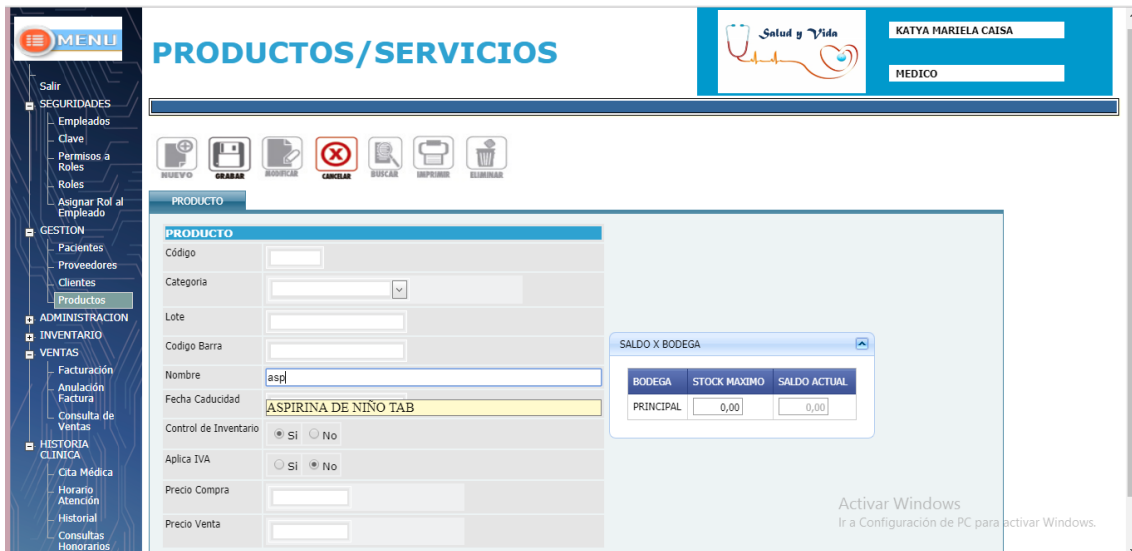 MENU
Salir
SEGURIDADES
Empleados
Clave
Permisos a
Roles
Roles
Asignar Rol al
Empleado
GESTION
Pacientes
Proveedores
Clientes
Productos
ADMINISTRACION
INVENTARIO
VENTAS
Facturación
Anulación
Factura
Consulta de
Ventas
HISTORIA
CLINICA
Cita Médica
Horario
Atención
Historial
Consultas
Honorarios
PRODUCTOS/SERVICIOS
Salud y Vida
KATYA MARIELA CAISA
MEDICO
NUEVO GRABAR MODIFICAR CANCELAR BUSCAR IMPRIMIR ELIMINAR
PRODUCTO
PRODUCTO
Código
Categoria
Lote
Codigo Barra
Nombre asp
Fecha Caducidad
ASPIRINA DE NIÑO TAB
Control de Inventario Si No
Aplica IVA Si No
Precio Compra
Precio Venta
SALDO X BODEGA
BODEGA STOCK MAXIMO SALDO ACTUAL
PRINCIPAL 0,00 0,00
Activar Windows
Ir a Configuración de PC para activar Windows.